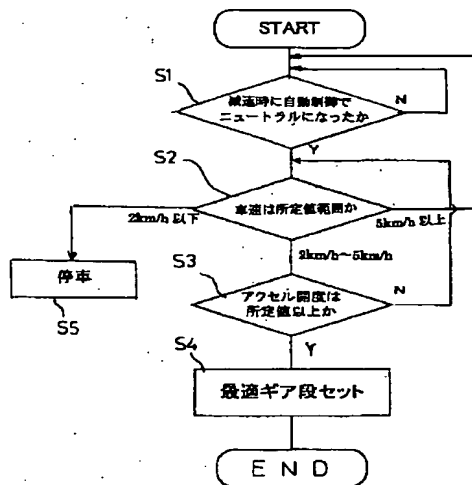 START
S1
減速時に自動制御で
ニュートラルになったか
N
Y
S2
車速は所定値範囲か
2km/h 以下
5km/h 以上
2km/h～5km/h
停車
S5
S3
アクセル開度は
所定値以上か
N
Y
S4
最適ギア段セット
END